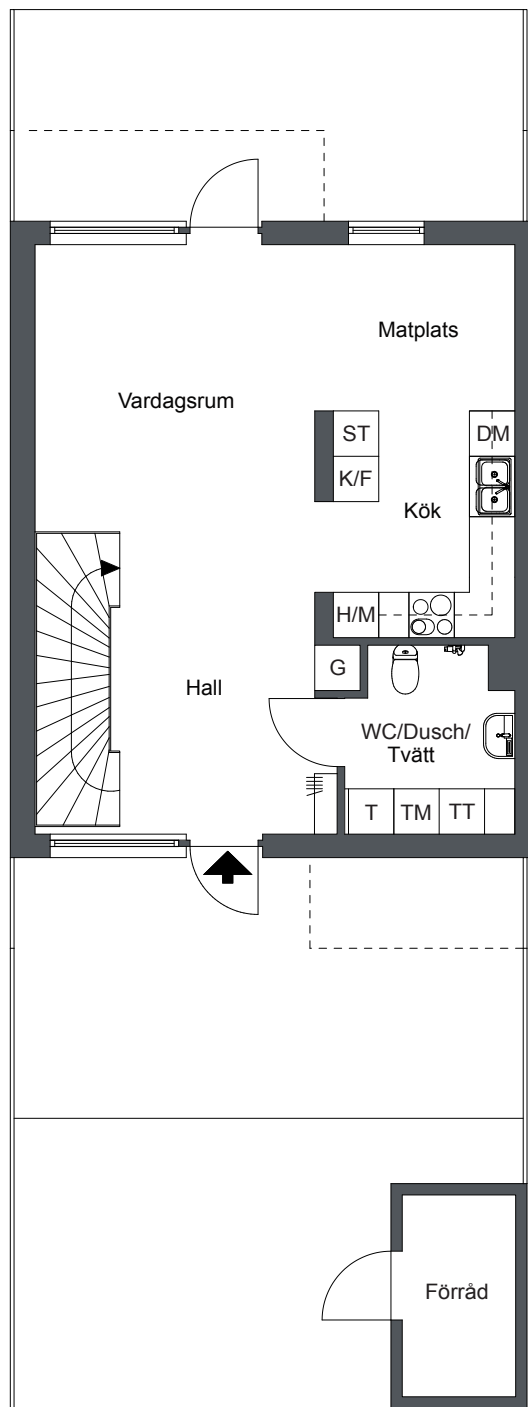 Matplats
Vardagsrum
ST
DM
K/F
Kök
H/M
G
Hall
WC/Dusch/
Tvätt
T
TM
TT
Förråd